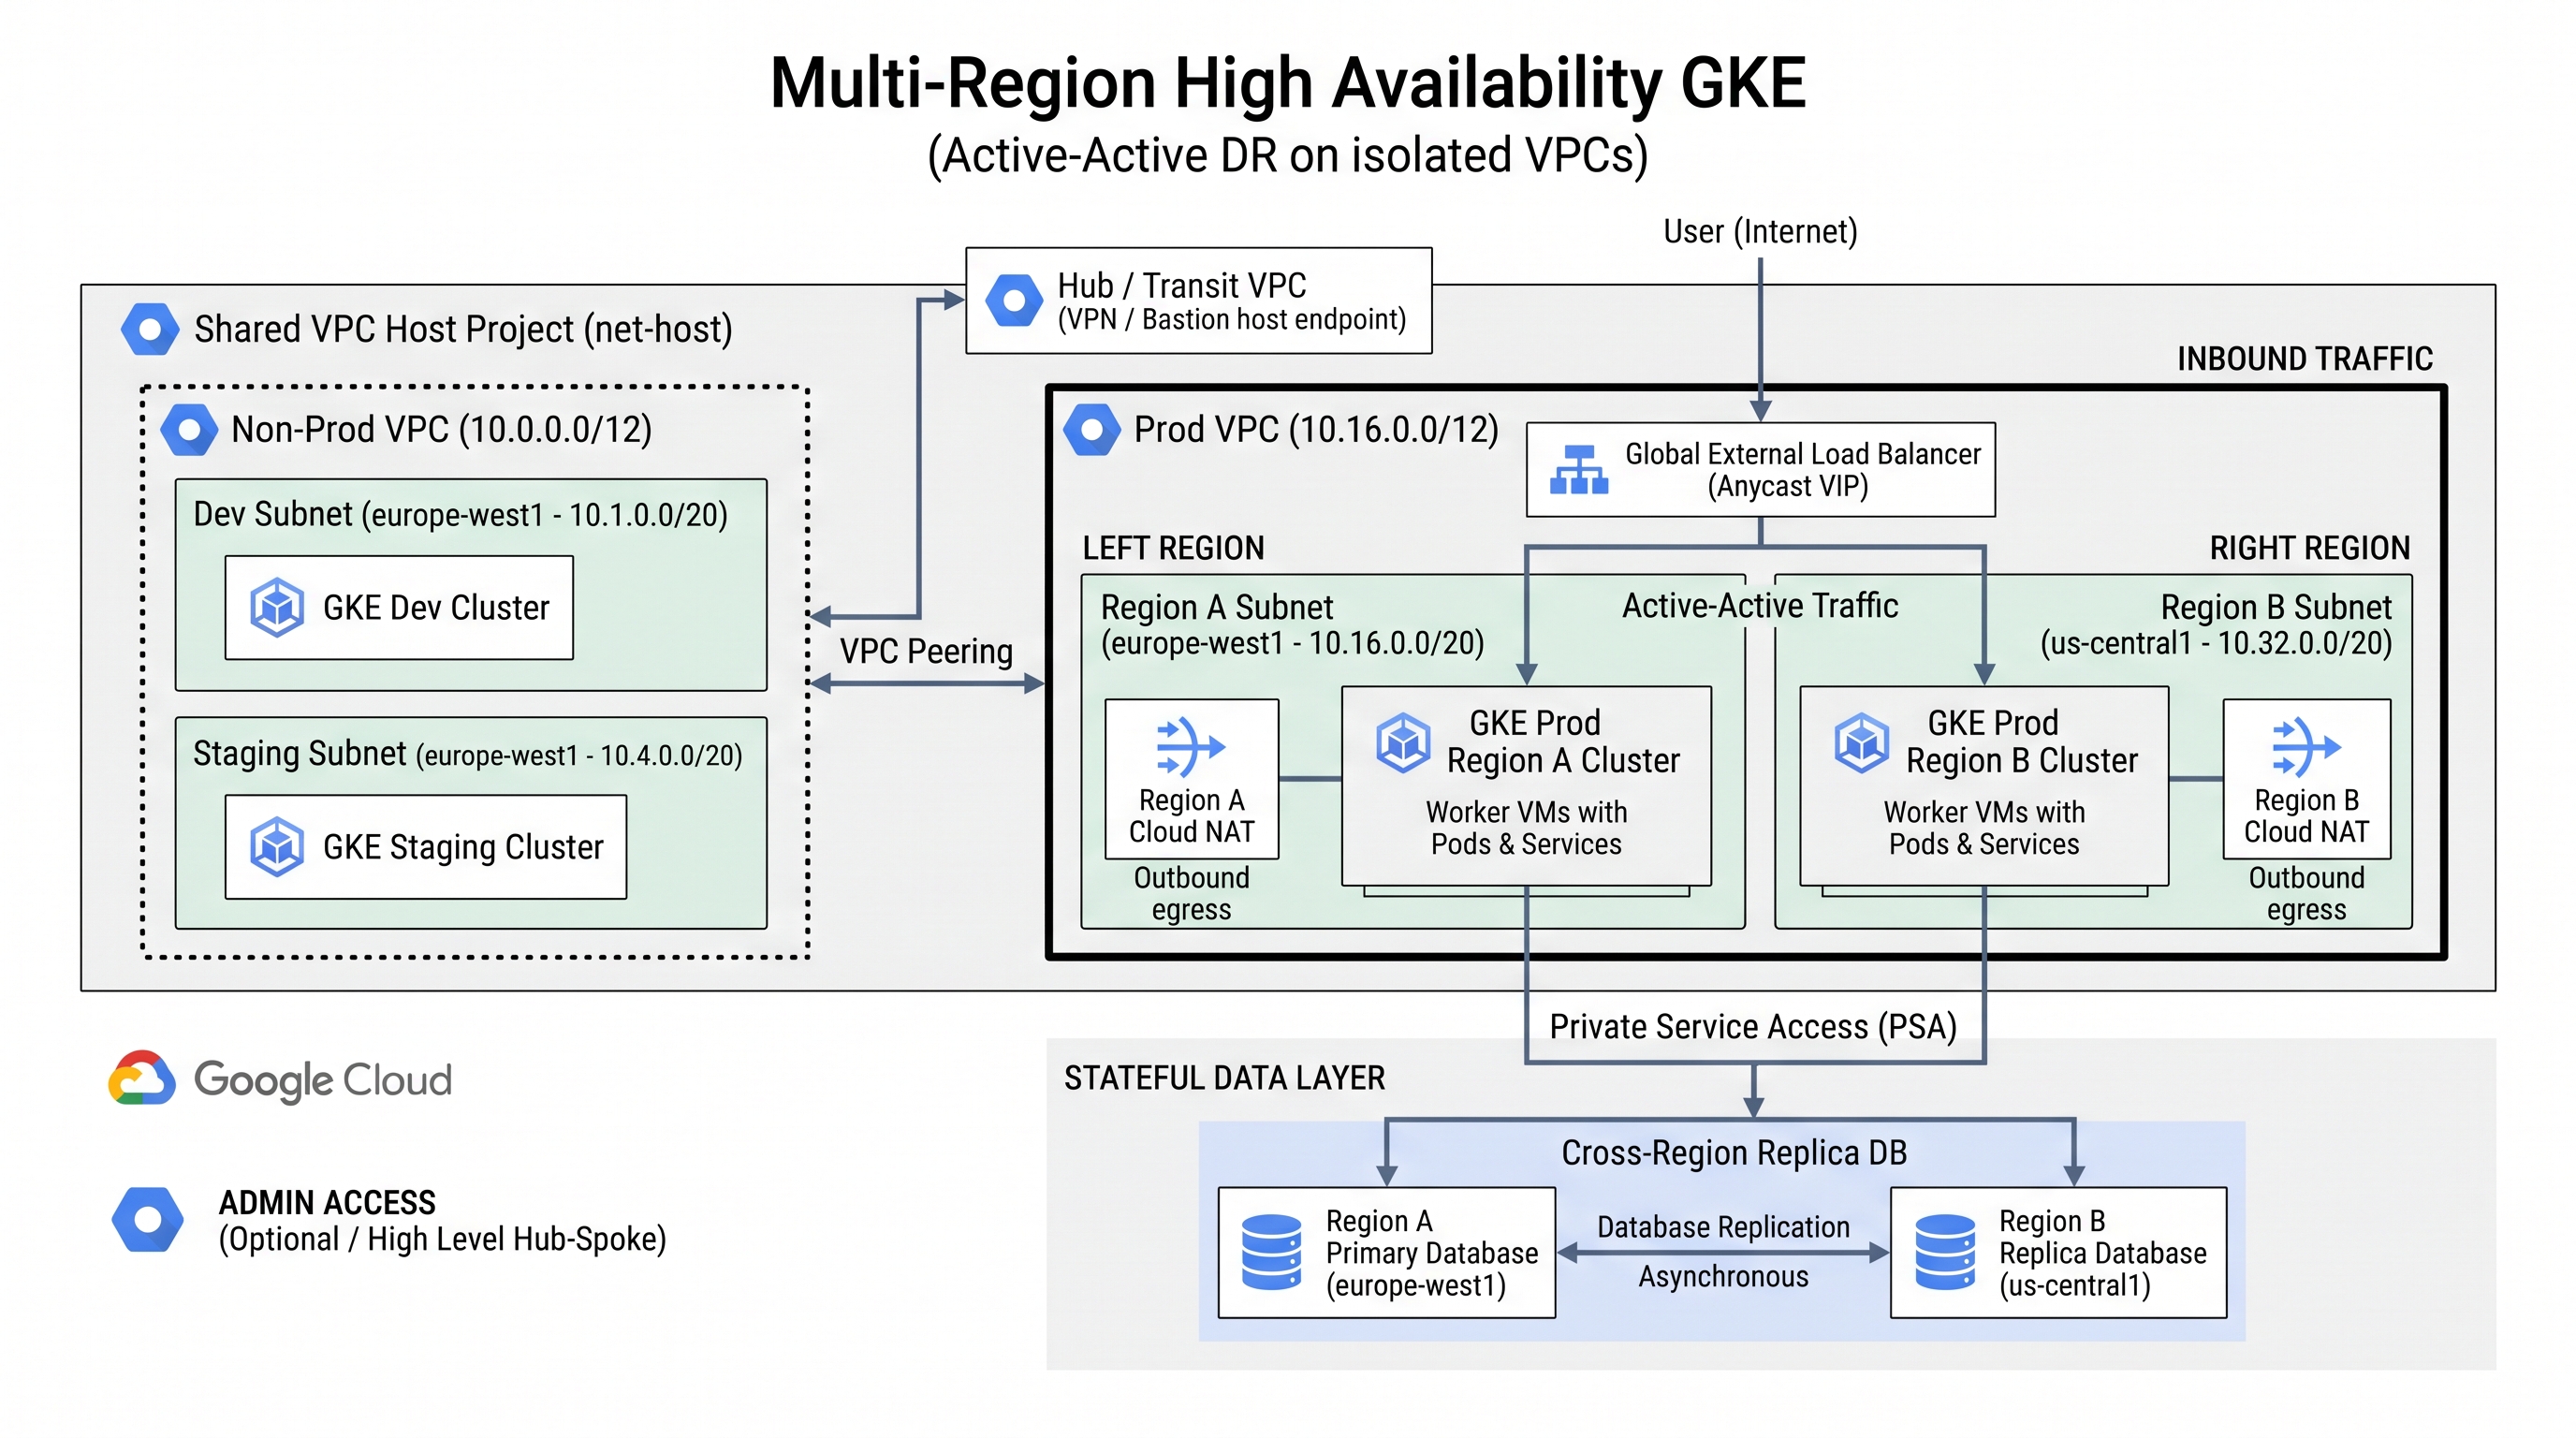 Multi-Region High Availability GKE
(Active-Active DR on isolated VPCs)
User (Internet)
Hub / Transit VPC
(VPN / Bastion host endpoint)
Shared VPC Host Project (net-host)
INBOUND TRAFFIC
Non-Prod VPC (10.0.0.0/12)
Dev Subnet (europe-west1 - 10.1.0.0/20)
GKE Dev Cluster
Staging Subnet (europe-west1 - 10.4.0.0/20)
GKE Staging Cluster
VPC Peering
Prod VPC (10.16.0.0/12)
Global External Load Balancer
(Anycast VIP)
LEFT REGION
RIGHT REGION
Region A Subnet
(europe-west1 - 10.16.0.0/20)
Active-Active Traffic
Region B Subnet
(us-central1 - 10.32.0.0/20)
Region A
Cloud NAT
Outbound
egress
GKE Prod
Region A Cluster
Worker VMs with
Pods & Services
GKE Prod
Region B Cluster
Worker VMs with
Pods & Services
Region B
Cloud NAT
Outbound
egress
Private Service Access (PSA)
STATEFUL DATA LAYER
Cross-Region Replica DB
Region A
Primary Database
(europe-west1)
Database Replication
Asynchronous
Region B
Replica Database
(us-central1)
Google Cloud
ADMIN ACCESS
(Optional / High Level Hub-Spoke)